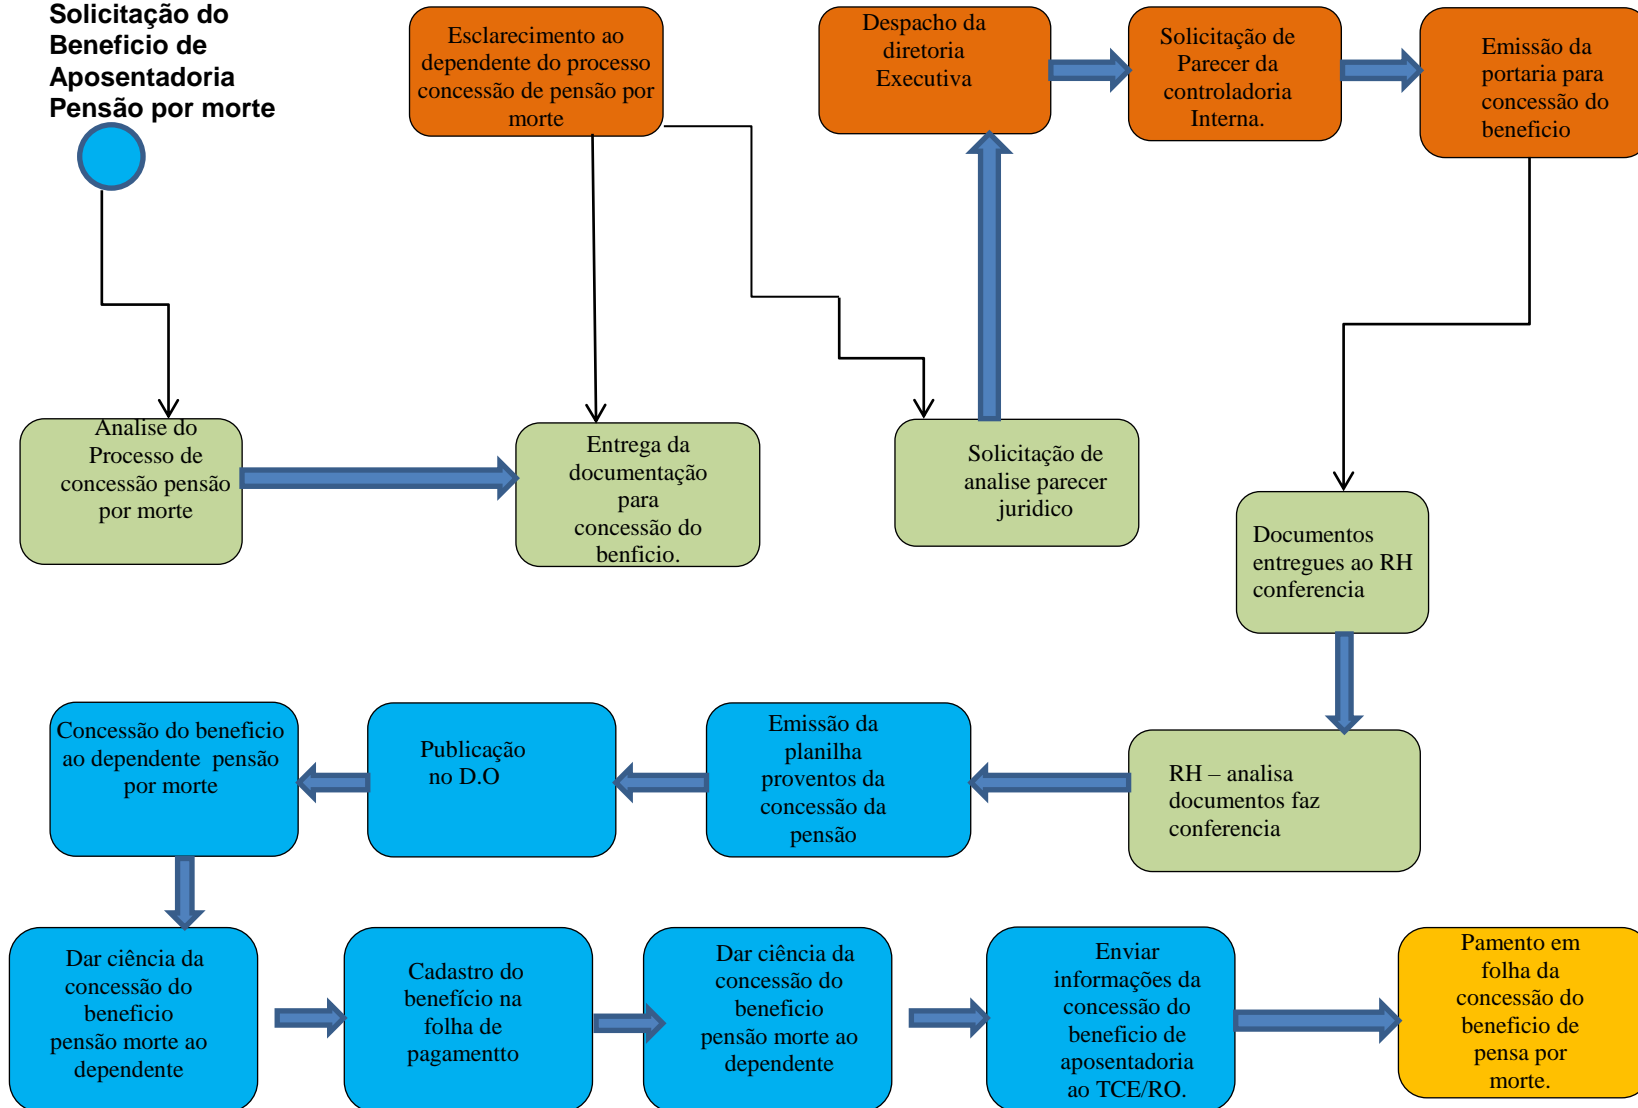 Solicitação do
Beneficio de
Aposentadoria
Pensão por morte
Esclarecimento ao
dependente do processo
concessão de pensão por
morte
Despacho da
diretoria
Executiva
Solicitação de
Parecer da
controladoria
Interna.
Emissão da
portaria para
concessão do
beneficio
Analise do
Processo de
concessão pensão
por morte
Entrega da
documentação
para
concessão do
benficio.
Solicitação de
analise parecer
juridico
Documentos
entregues ao RH
conferencia
Concessão do beneficio
ao dependente pensão
por morte
Publicação
no D.O
Emissão da
planilha
proventos da
concessão da
pensão
RH – analisa
documentos faz
conferencia
Dar ciência da
concessão do
beneficio
pensão morte ao
dependente
Cadastro do
benefício na
folha de
pagamentto
Dar ciência da
concessão do
beneficio
pensão morte ao
dependente
Enviar
informações da
concessão do
beneficio de
aposentadoria
ao TCE/RO.
Pamento em
folha da
concessão do
beneficio de
pensa por
morte.